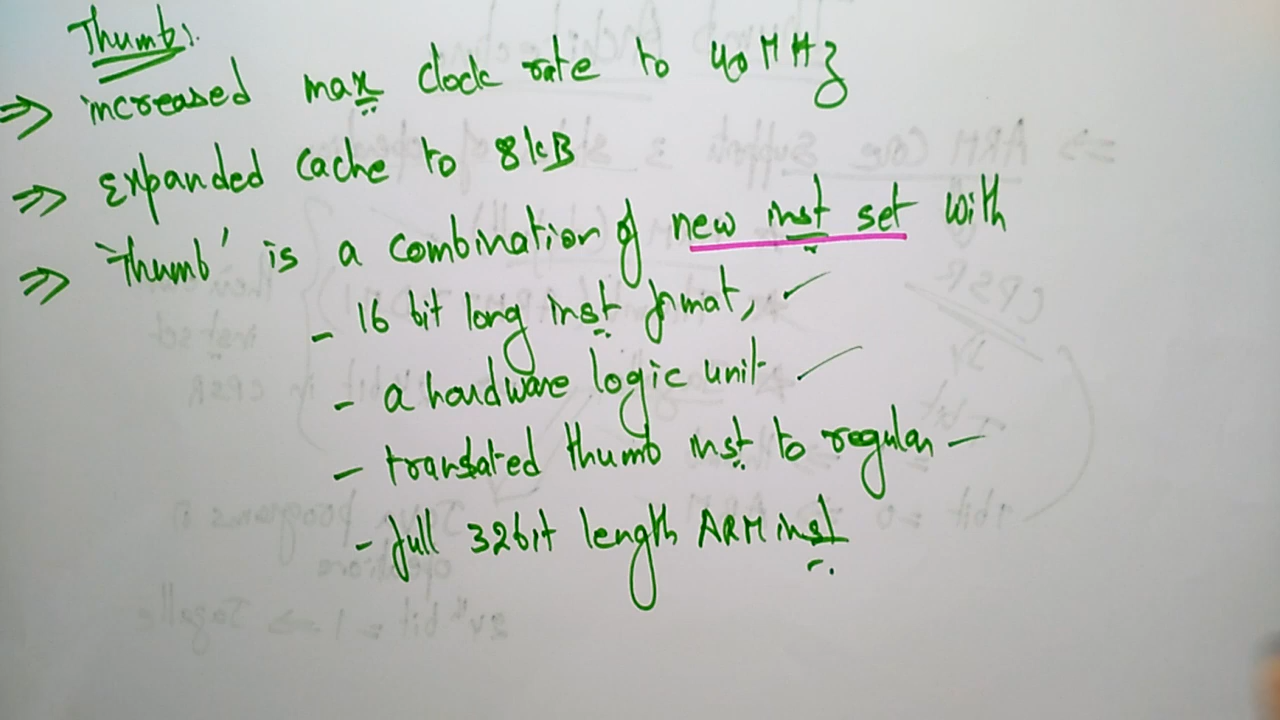 Thumb:
⇒ increased max clock rate to 40 MHz
⇒ Expanded cache to 8kB
⇒ 'Thumb' is a combination of new inst set with
- 16 bit long inst format,
- a hardware logic unit
- translated thumb inst to regular –
- full 32bit length ARM inst